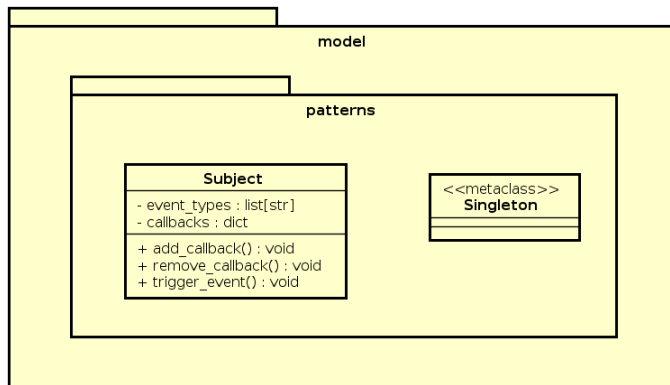 model
patterns
Subject
- event_types : list[str]
- callbacks : dict
+ add_callback() : void
+ remove_callback() : void
+ trigger_event() : void
<<metaclass>>
Singleton